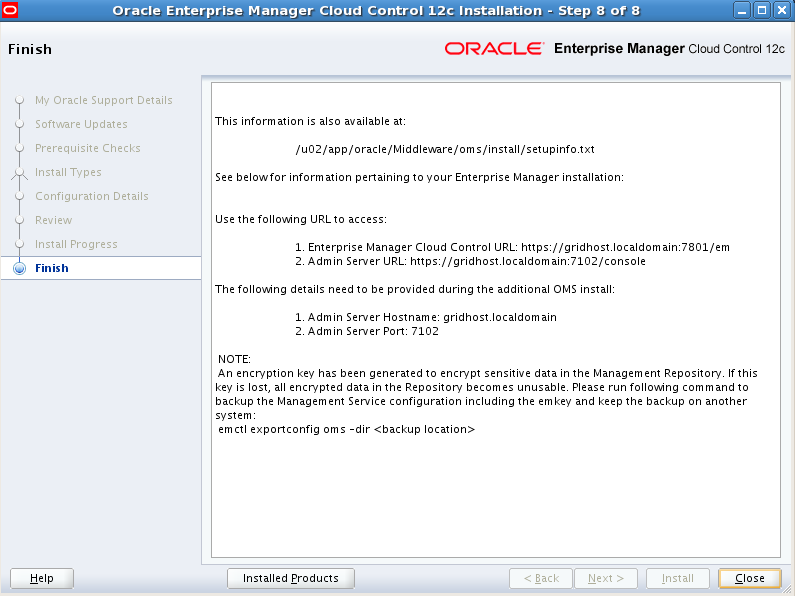 Oracle Enterprise Manager Cloud Control 12c Installation - Step 8 of 8
Finish
ORACLE Enterprise Manager Cloud Control 12c
My Oracle Support Details
Software Updates
Prerequisite Checks
Install Types
Configuration Details
Review
Install Progress
Finish
This information is also available at:
/u02/app/oracle/Middleware/oms/install/setupinfo.txt
See below for information pertaining to your Enterprise Manager installation:
Use the following URL to access:
1. Enterprise Manager Cloud Control URL: https://gridhost.localdomain:7801/em
2. Admin Server URL: https://gridhost.localdomain:7102/console
The following details need to be provided during the additional OMS install:
1. Admin Server Hostname: gridhost.localdomain
2. Admin Server Port: 7102
NOTE:
An encryption key has been generated to encrypt sensitive data in the Management Repository. If this
key is lost, all encrypted data in the Repository becomes unusable. Please run following command to
backup the Management Service configuration including the emkey and keep the backup on another
system:
emctl exportconfig oms -dir <backup location>
Help
Installed Products
< Back
Next >
Install
Close